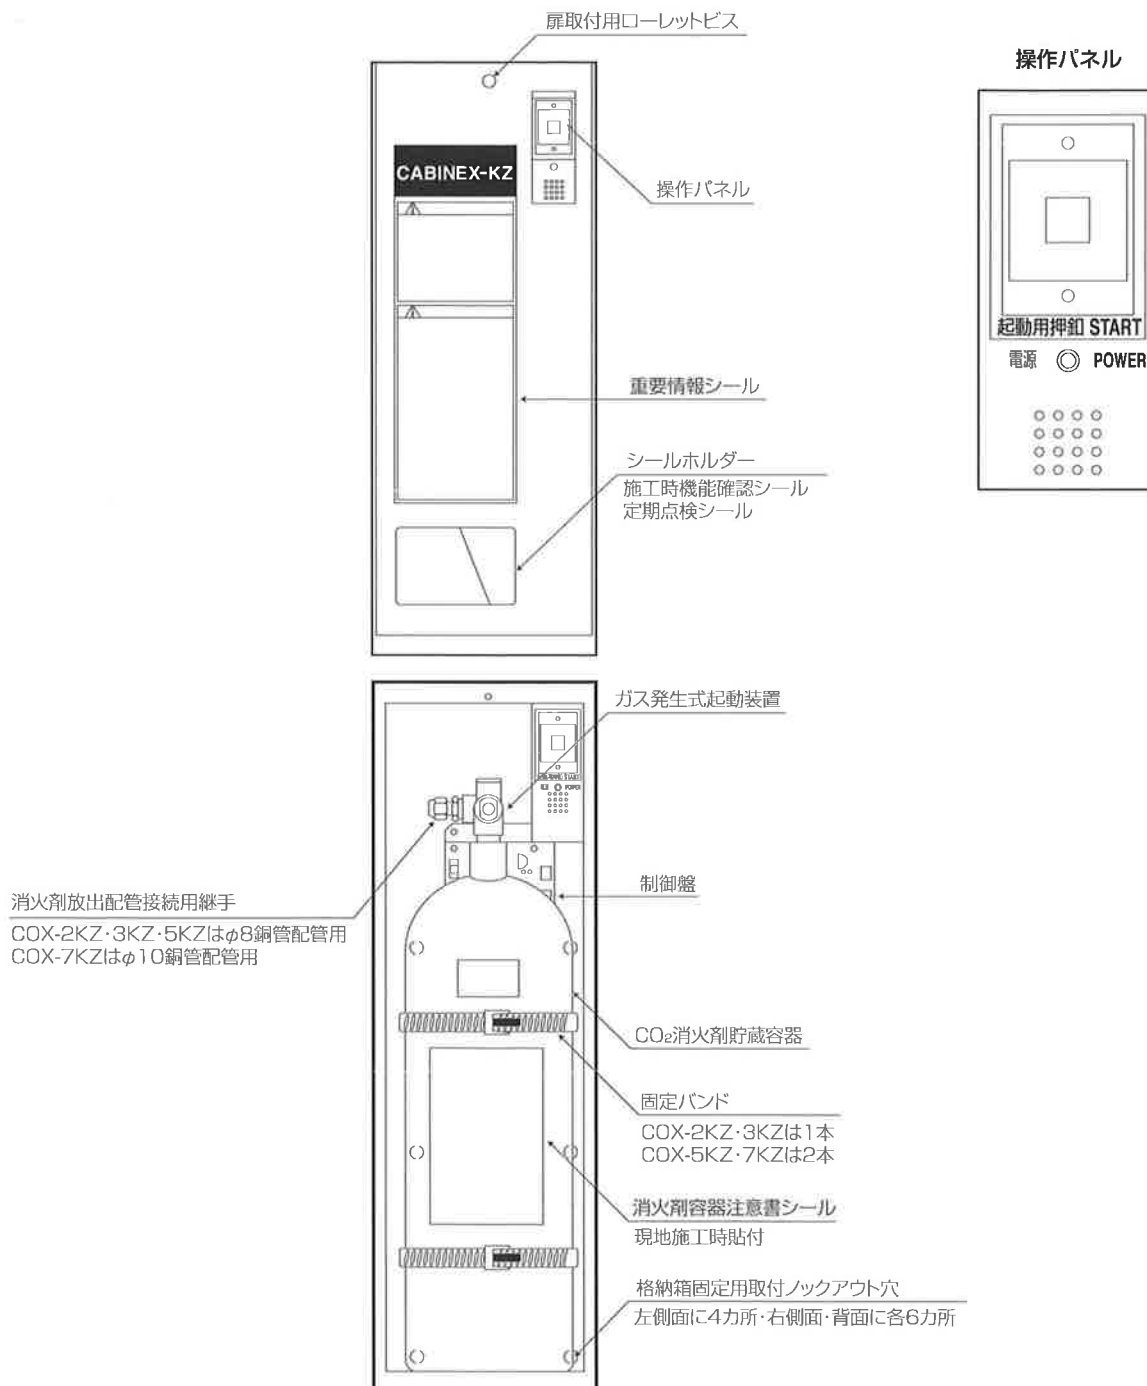 扉取付用ローレットビス
操作パネル
CABINEX-KZ
操作パネル
起動用押釦 START
電源 POWER
重要情報シール
シールホルダー
施工時機能確認シール
定期点検シール
ガス発生式起動装置
制御盤
消火剤放出配管接続用継手
COX-2KZ・3KZ・5KZはφ8銅管配管用
COX-7KZはφ10銅管配管用
CO₂消火剤貯蔵容器
固定バンド
COX-2KZ・3KZは1本
COX-5KZ・7KZは2本
消火剤容器注意書シール
現地施工時貼付
格納箱固定用取付ノックアウト穴
左側面に4カ所・右側面・背面に各6カ所